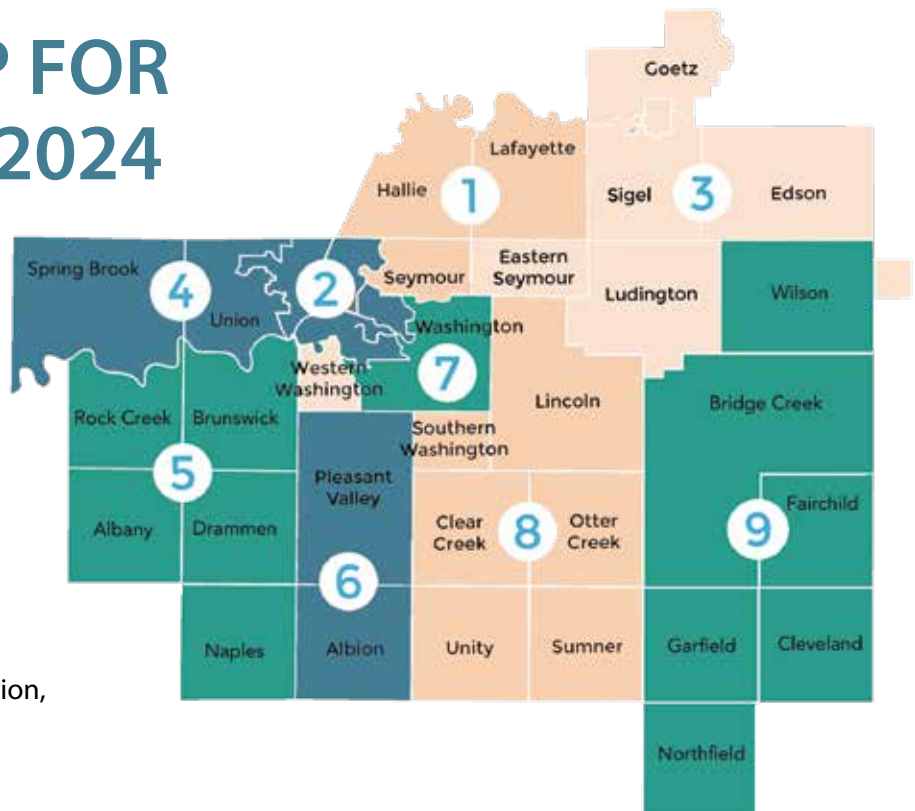 P FOR
2024
Goetz
Lafayette
Hallie
1
Sigel
3
Edson
Spring Brook
4
Union
2
Seymour
Eastern
Seymour
Ludington
Wilson
Washington
7
Western
Washington
Lincoln
Bridge Creek
Rock Creek
Brunswick
Southern
Washington
5
Pleasant
Valley
Albany
Drammen
Clear
Creek
8
Otter
Creek
9
Fairchild
6
Naples
Albion
Unity
Sumner
Garfield
Cleveland
ion,
Northfield